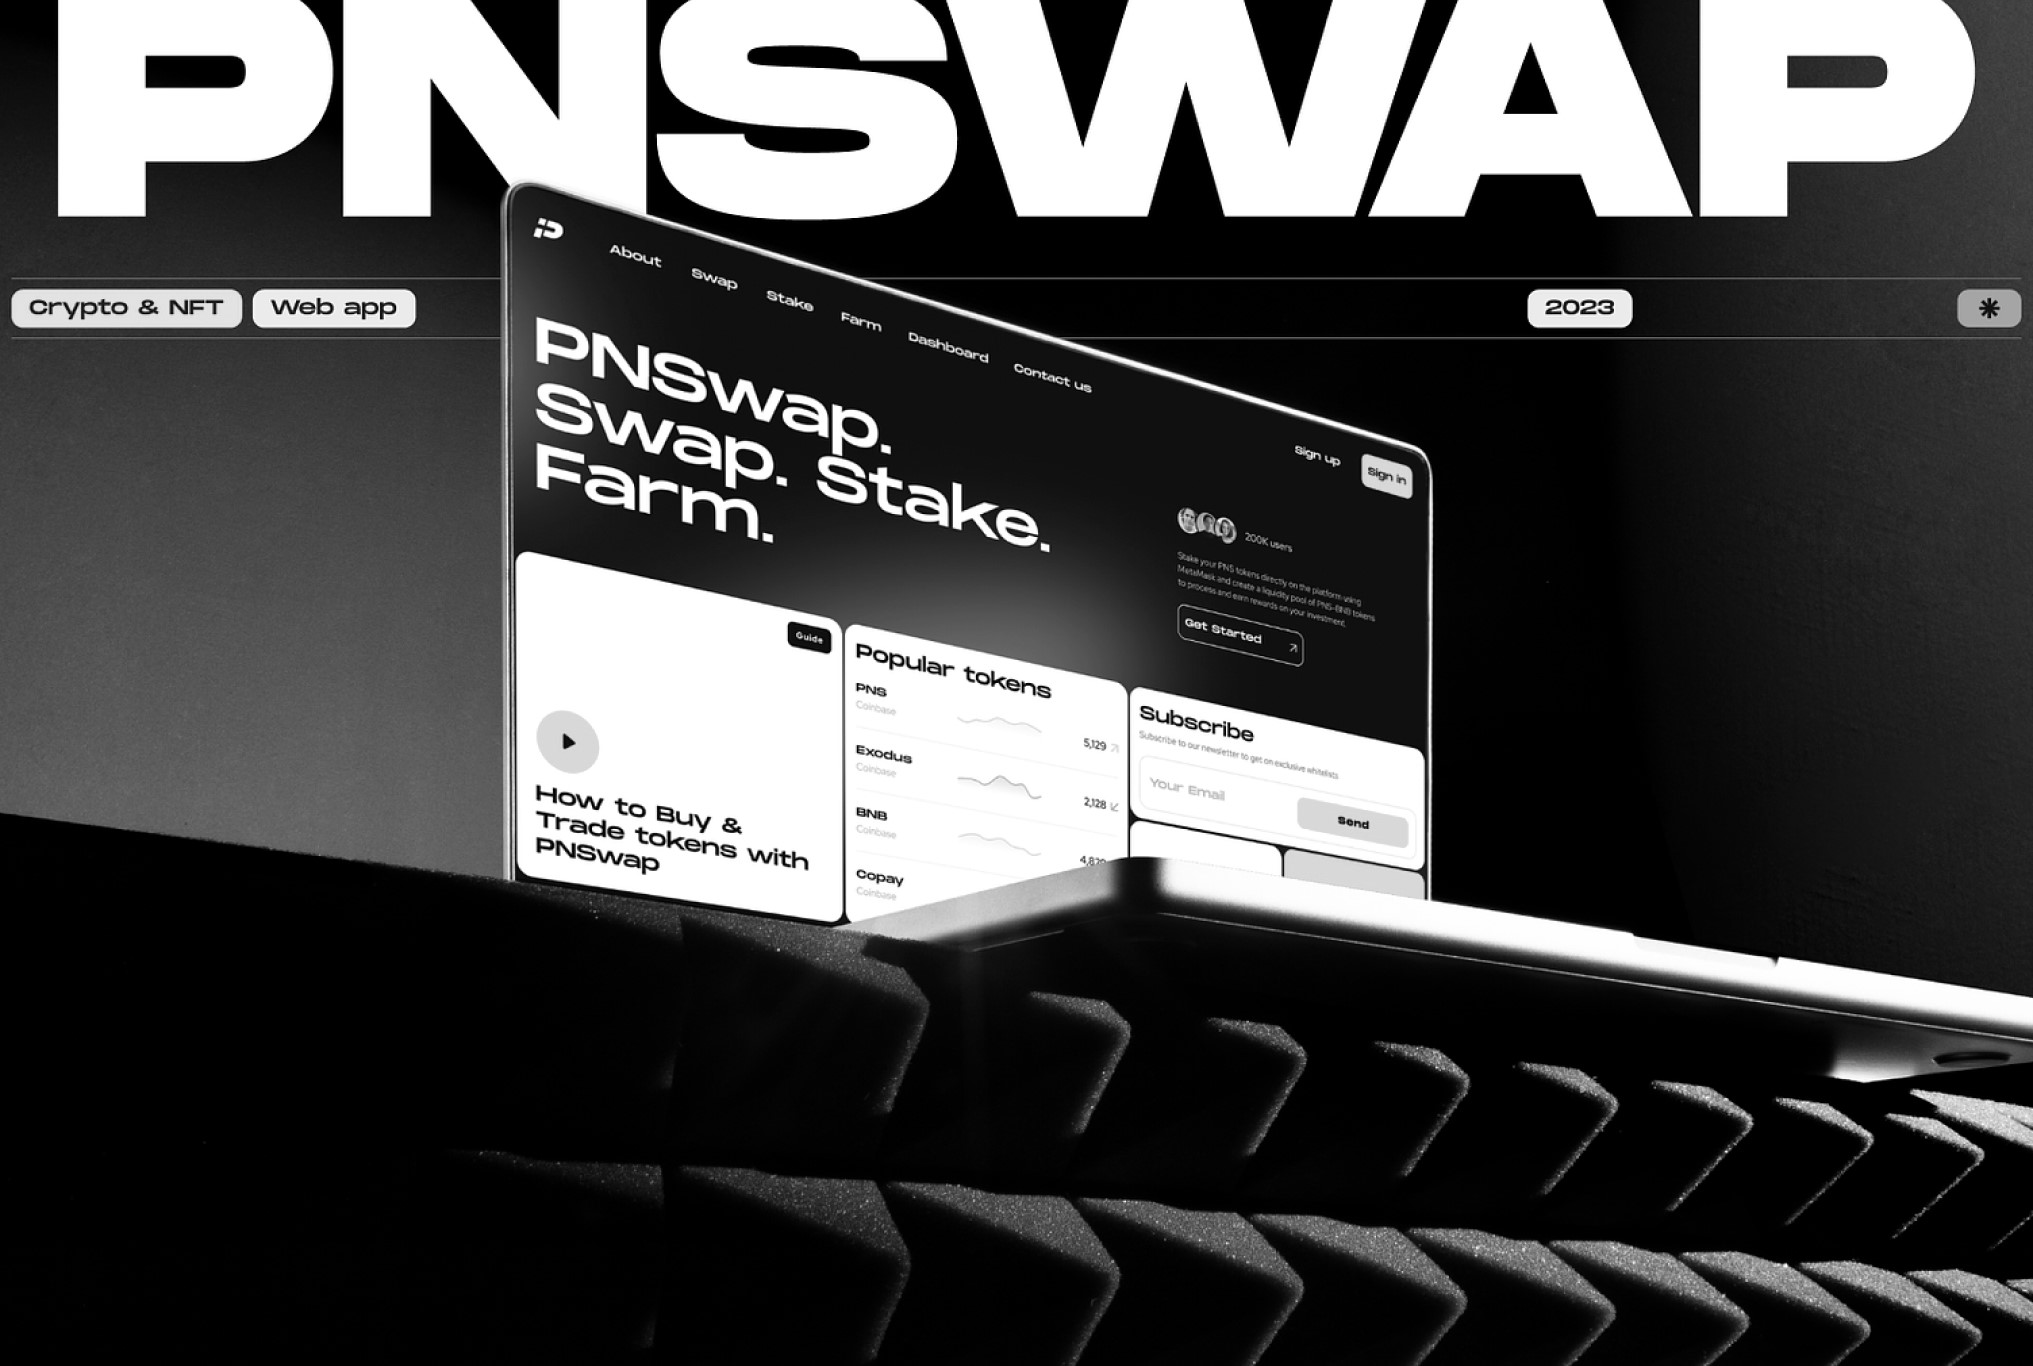 PNSWAP
Crypto & NFT
Web app
2023
About
Swap
Stake
Farm
Dashboard
Contact us
Sign up
Sign in
PNSwap.
Swap. Stake.
Farm.
200K users
Stake your PNS tokens directly on the platform using
MetaMask and create a liquidity pool of PNS-BNB tokens
to process and earn rewards on your investment.
Get Started
Guide
How to Buy &
Trade tokens with
PNSwap
Popular tokens
PNS
Coinbase
5,129
Exodus
Coinbase
2,128
BNB
Coinbase
Copay
Coinbase
Subscribe
Subscribe to our newsletter to get on exclusive whitelists
Your Email
Send